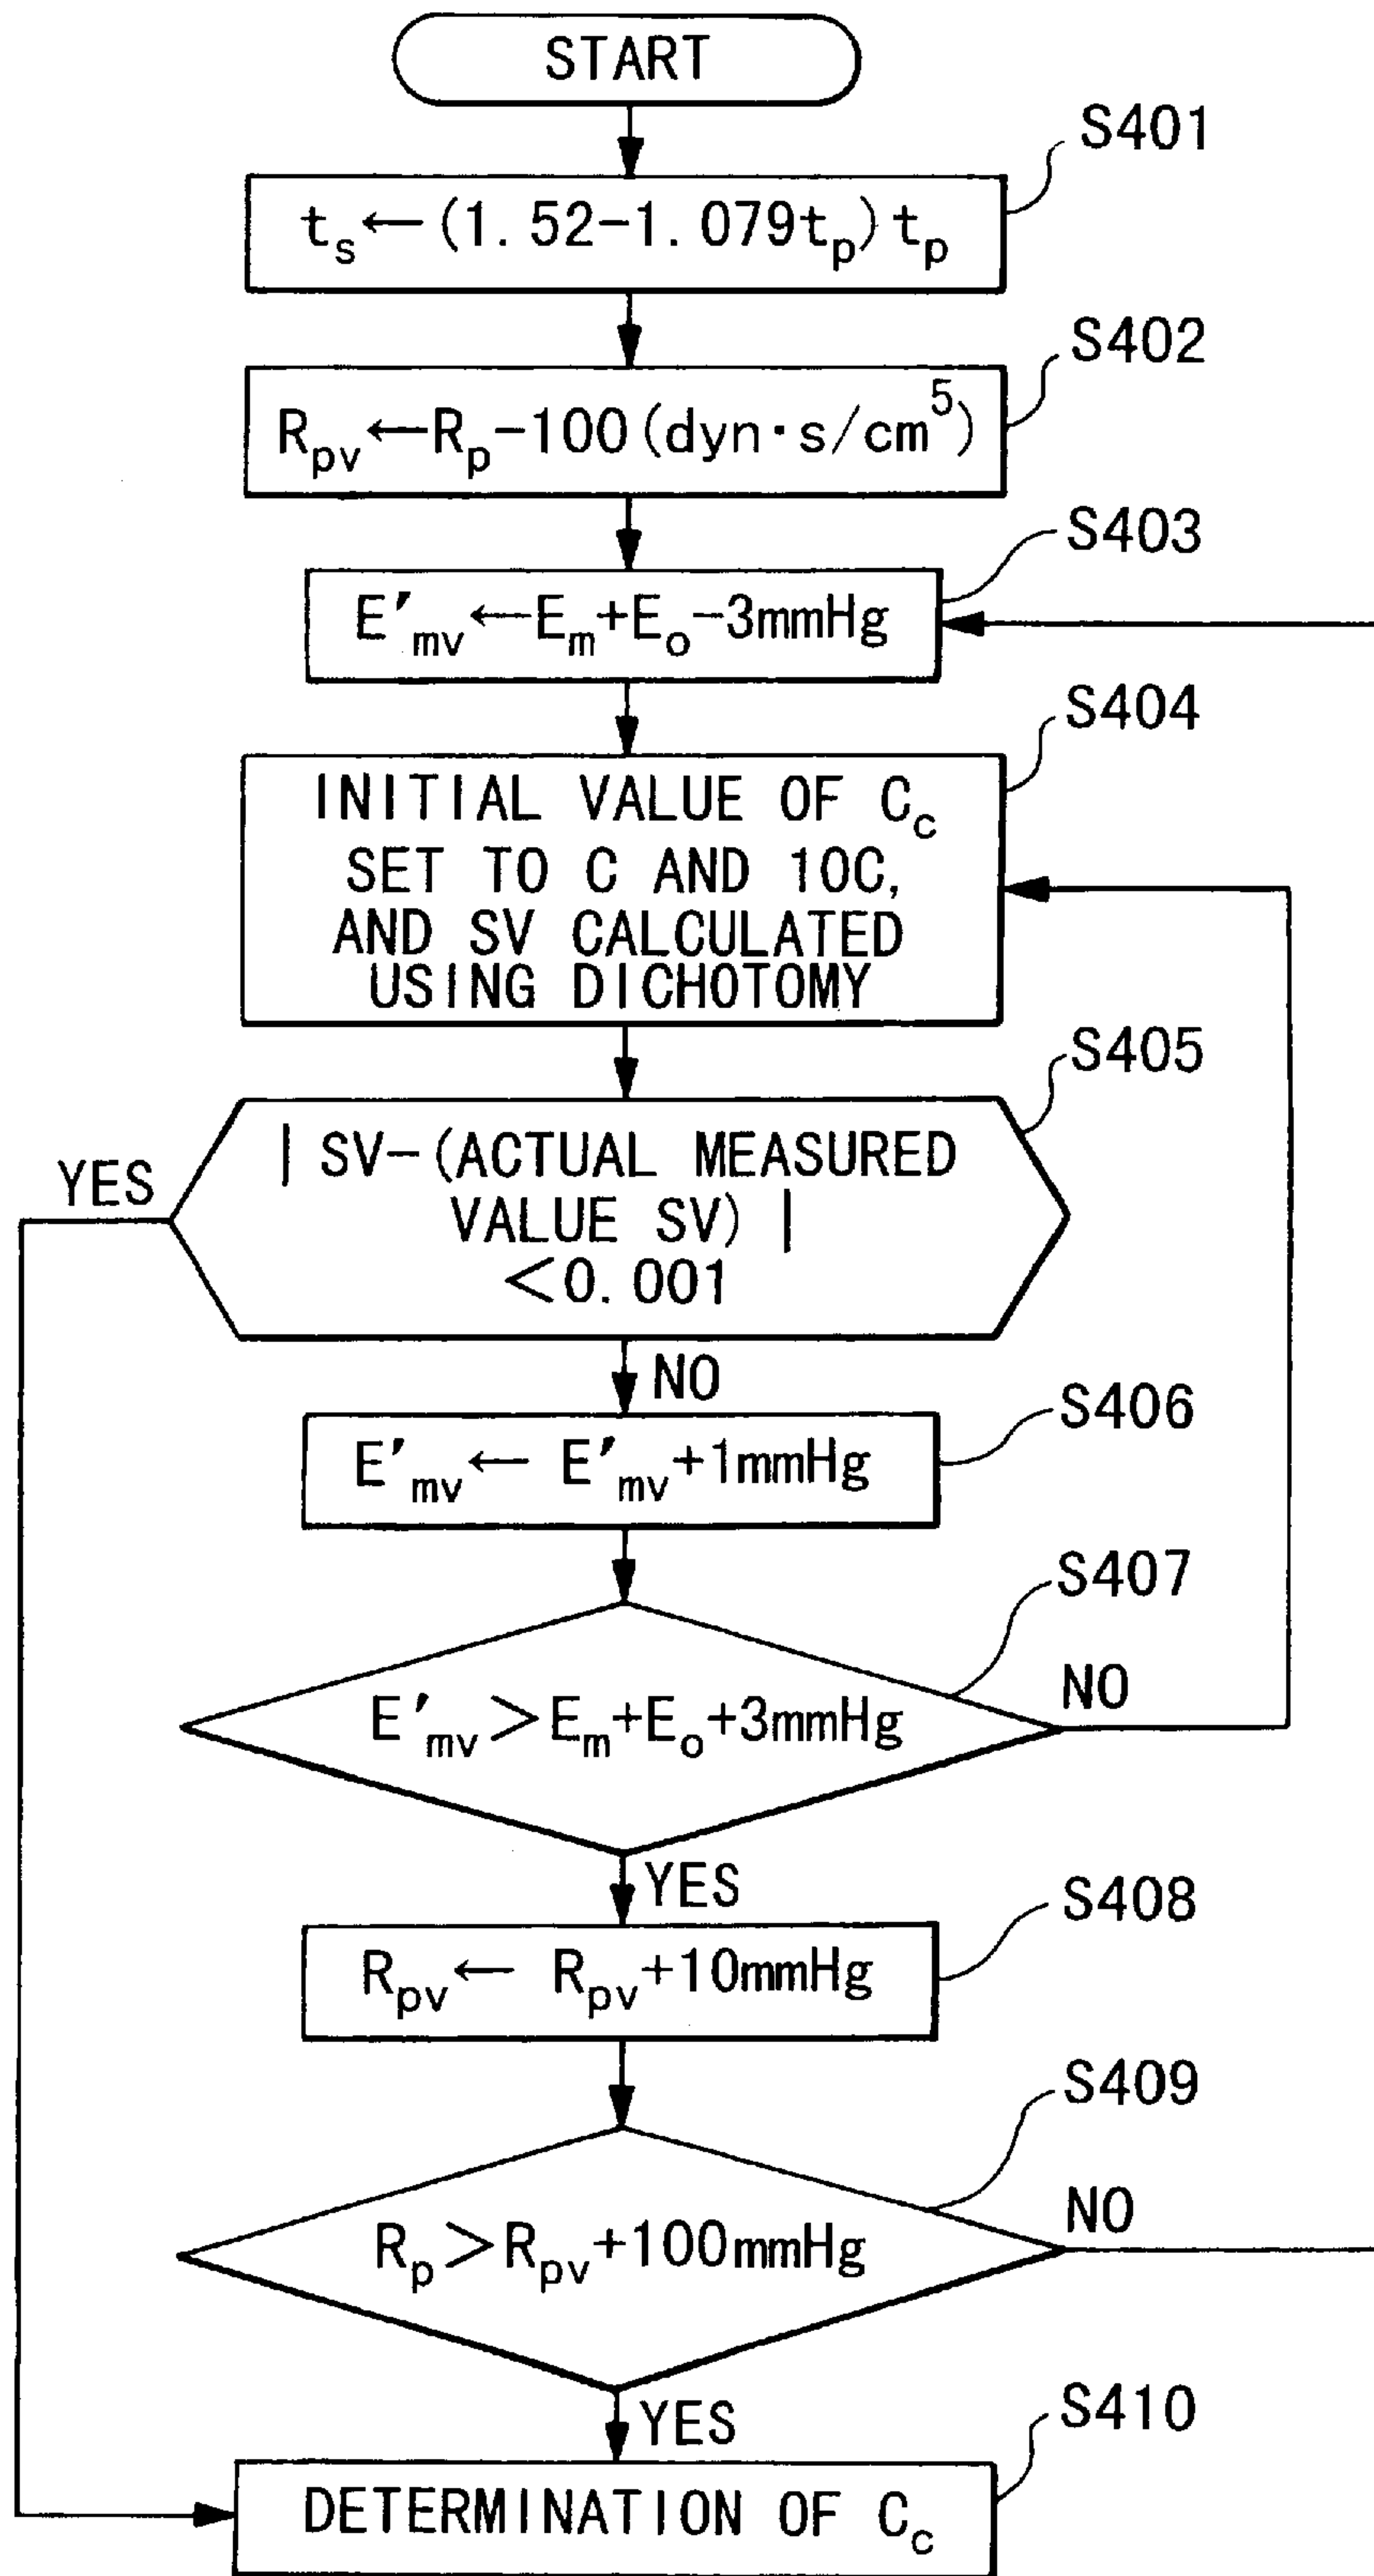 START
S401
t_s←(1.52-1.079t_p)t_p
S402
R_pv←R_p-100(dyn·s/cm^5)
S403
E'_mv←E_m+E_o-3mmHg
S404
INITIAL VALUE OF C_c
SET TO C AND 10C,
AND SV CALCULATED
USING DICHOTOMY
S405
YES
| SV-(ACTUAL MEASURED
VALUE SV) |
<0.001
NO
S406
E'_mv← E'_mv+1mmHg
S407
E'_mv>E_m+E_o+3mmHg
NO
YES
S408
R_pv← R_pv+10mmHg
S409
R_p>R_pv+100mmHg
NO
YES
S410
DETERMINATION OF C_c